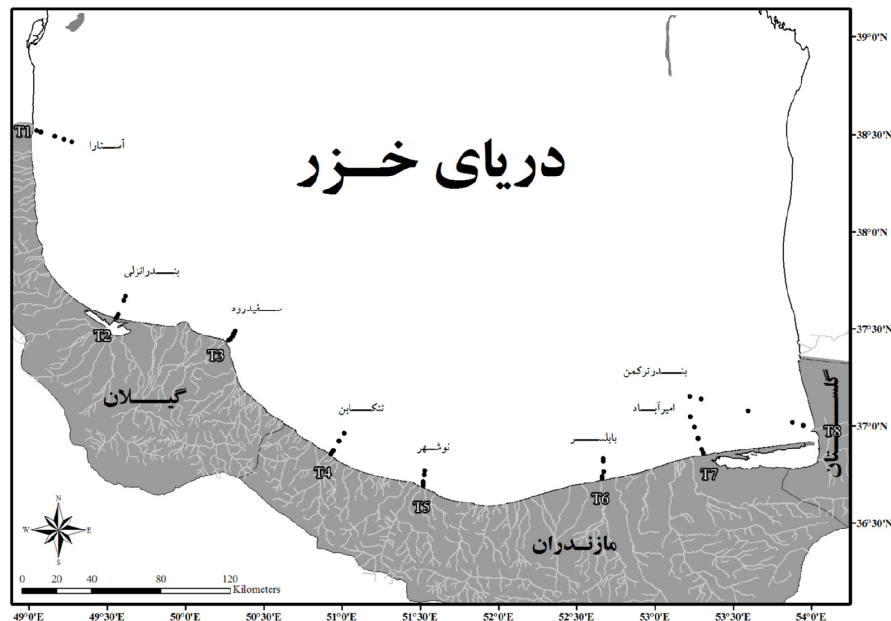 39°0'N
T1
آستارا
38°30'N
دریای خزر
38°0'N
بندرانزلی
سفیدرود
T2
T3
37°30'N
گیلان
بندرترکمن
گلستان
تنکابن
امیرآباد
نوشهر
بابلسر
T8
37°0'N
T4
T7
T5
T6
36°30'N
مازندران
N
W
E
S
0 20 40 80 120
Kilometers
49°0'E 49°30'E 50°0'E 50°30'E 51°0'E 51°30'E 52°0'E 52°30'E 53°0'E 53°30'E 54°0'E